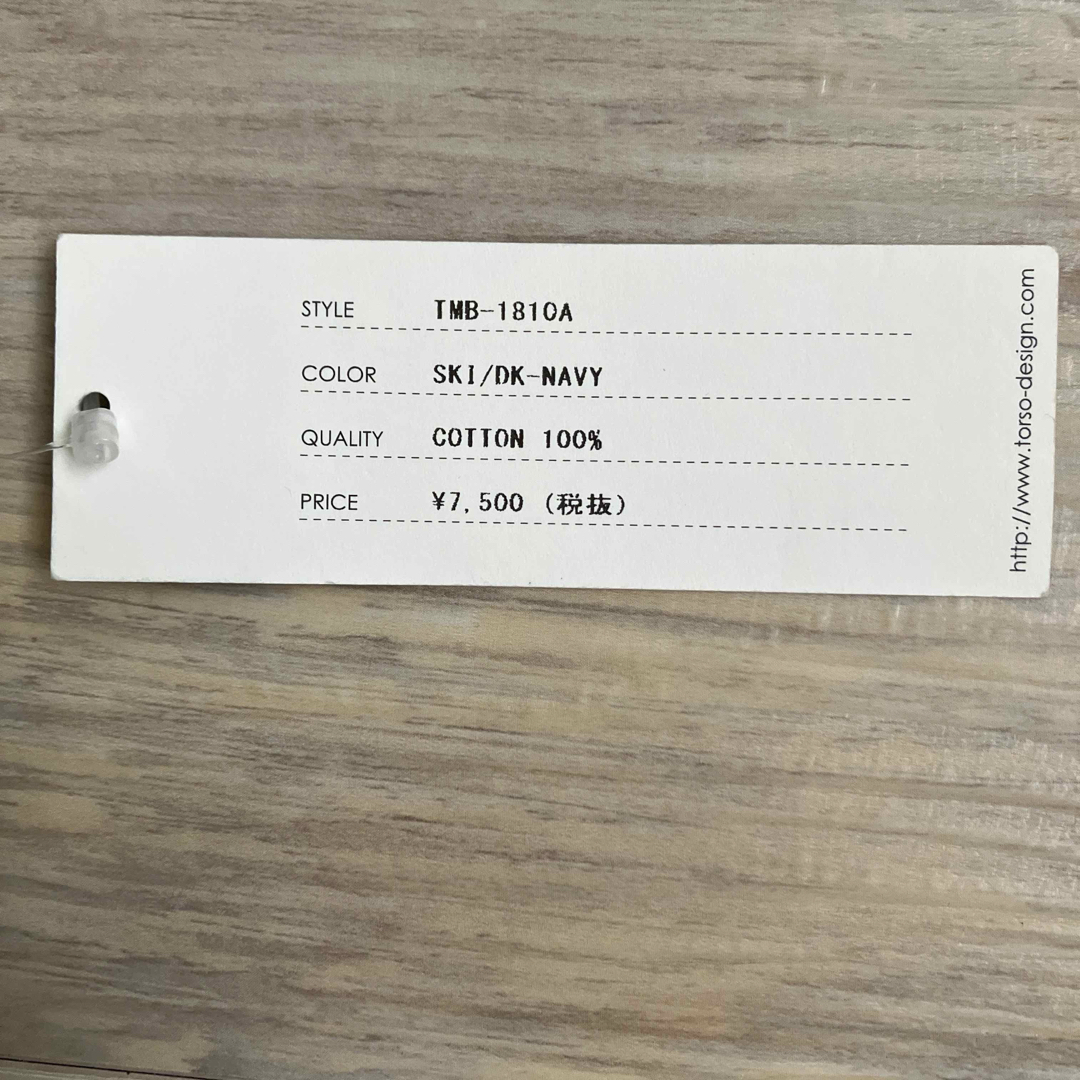 STYLE TMB-1810A
COLOR SKI/DK-NAVY
QUALITY COTTON 100%
PRICE ¥7,500 (税抜)
http://www.torso-design.com